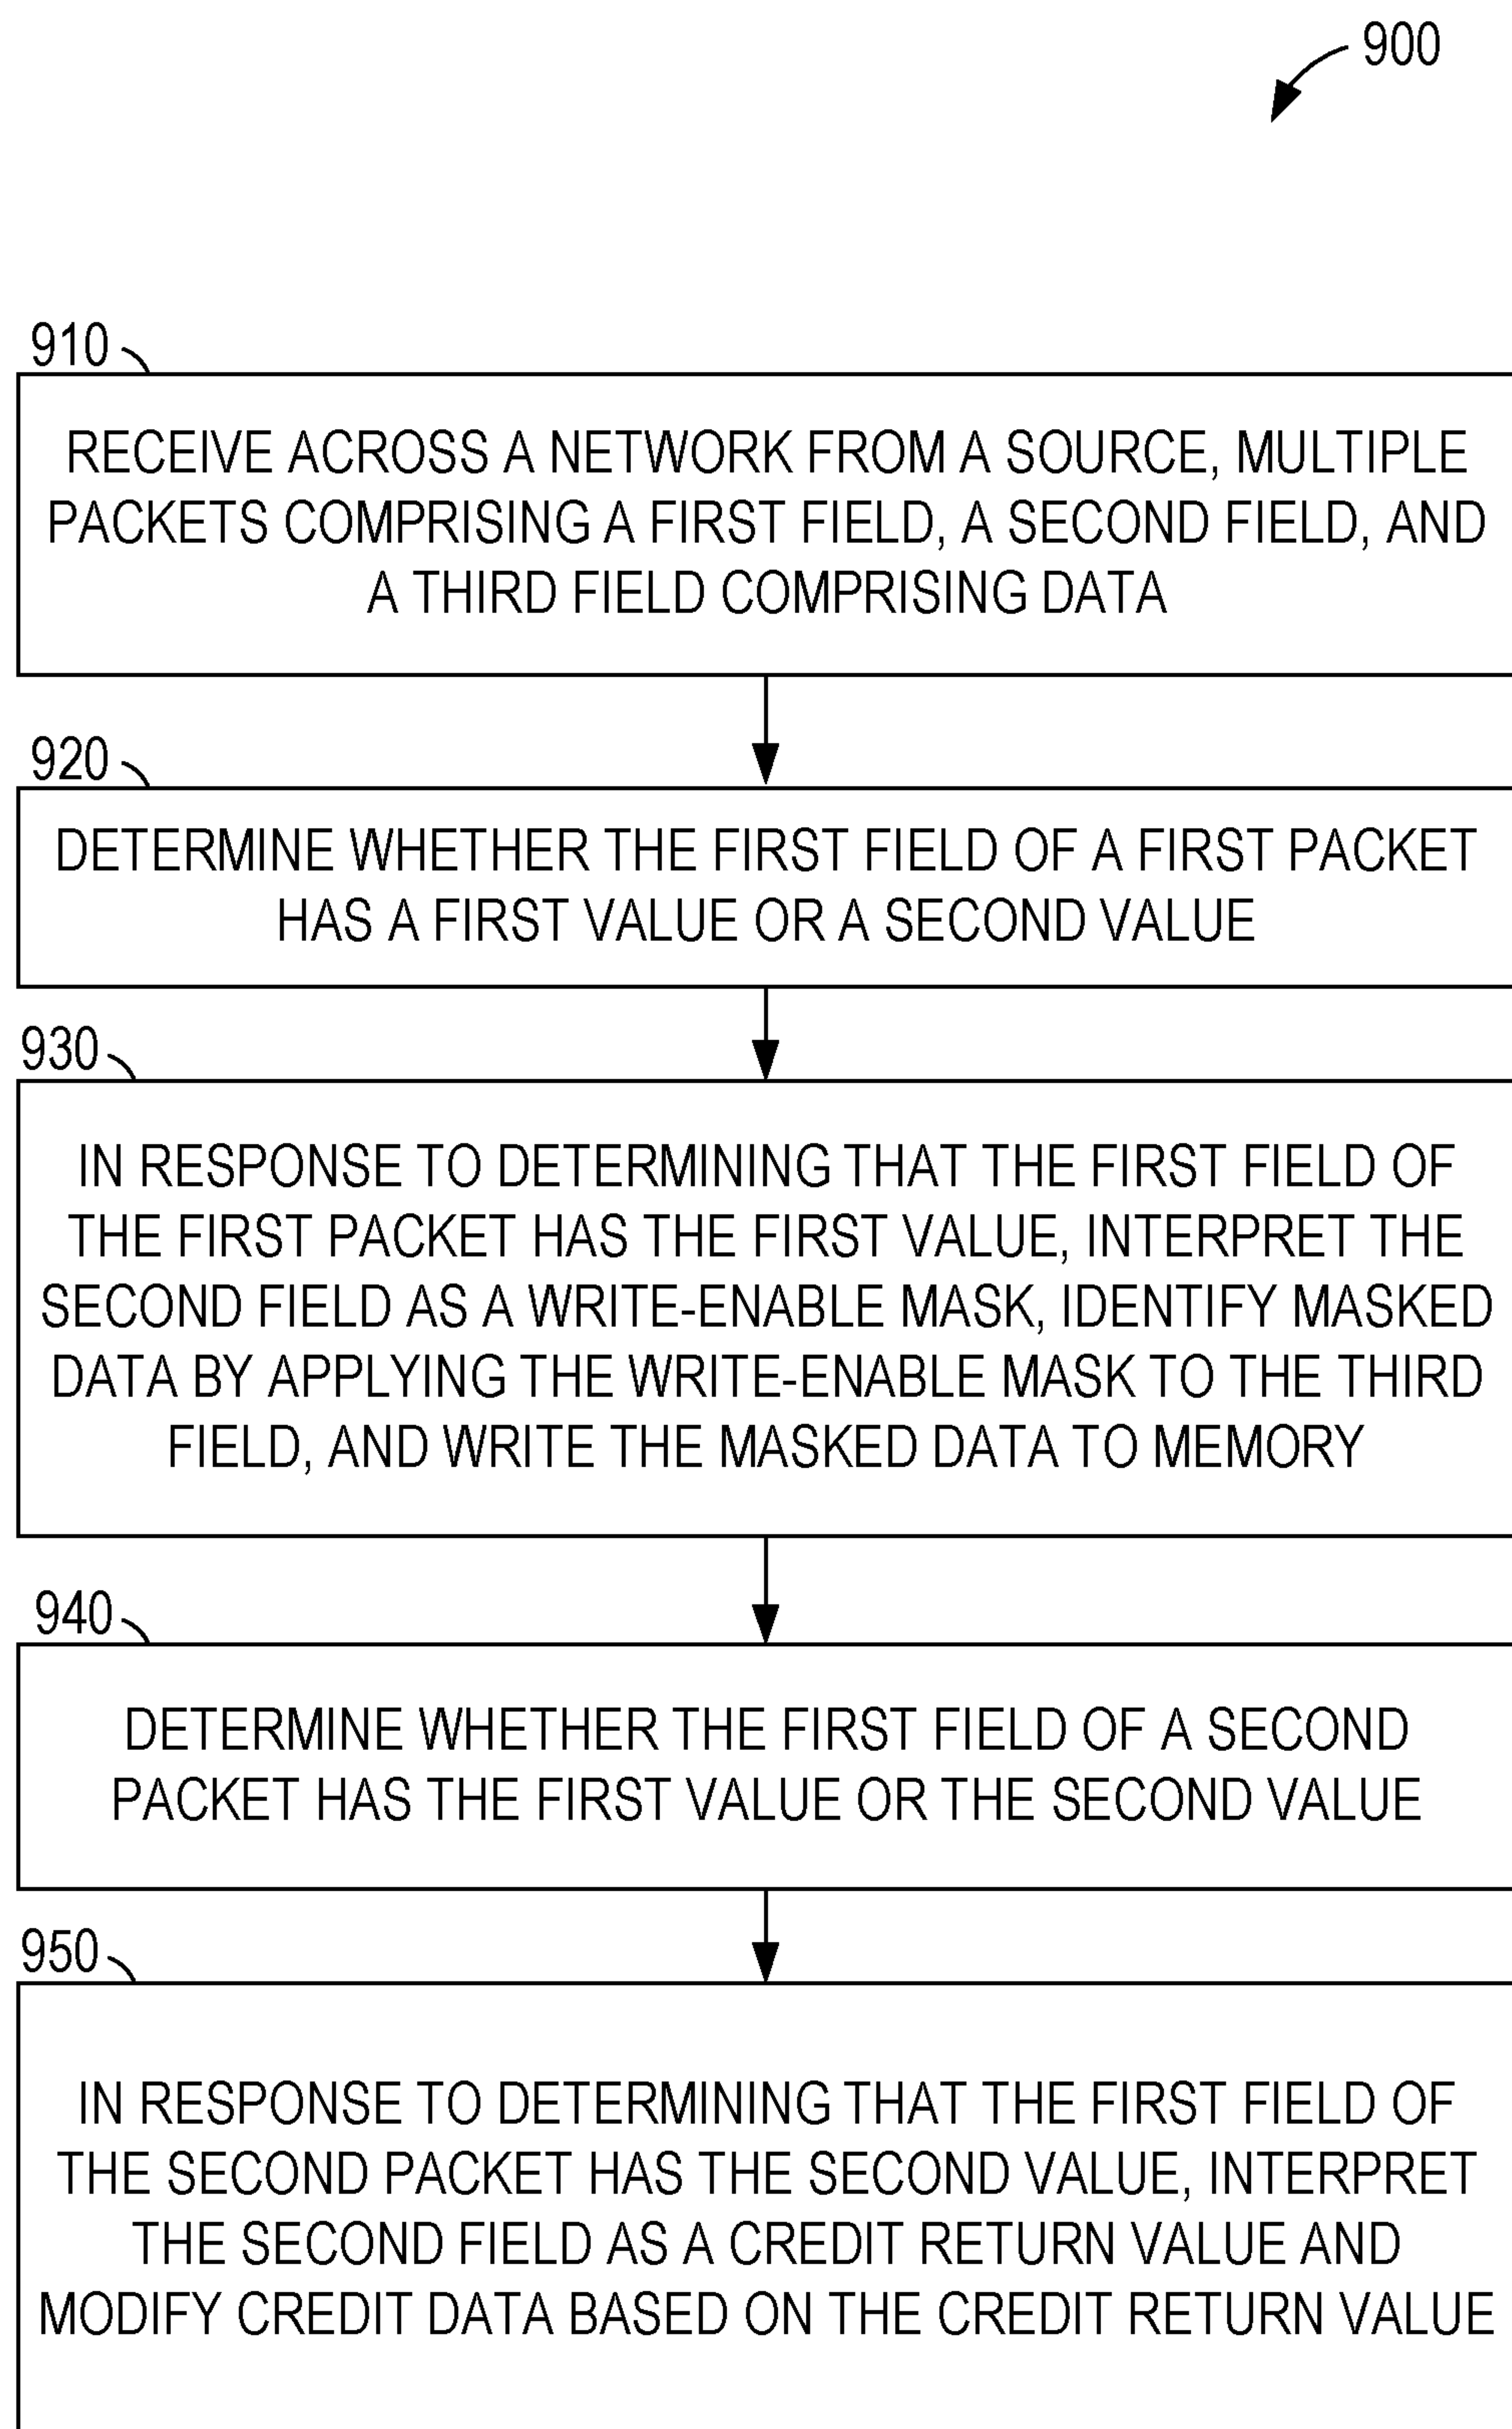 900
910
RECEIVE ACROSS A NETWORK FROM A SOURCE, MULTIPLE
PACKETS COMPRISING A FIRST FIELD, A SECOND FIELD, AND
A THIRD FIELD COMPRISING DATA
920
DETERMINE WHETHER THE FIRST FIELD OF A FIRST PACKET
HAS A FIRST VALUE OR A SECOND VALUE
930
IN RESPONSE TO DETERMINING THAT THE FIRST FIELD OF
THE FIRST PACKET HAS THE FIRST VALUE, INTERPRET THE
SECOND FIELD AS A WRITE-ENABLE MASK, IDENTIFY MASKED
DATA BY APPLYING THE WRITE-ENABLE MASK TO THE THIRD
FIELD, AND WRITE THE MASKED DATA TO MEMORY
940
DETERMINE WHETHER THE FIRST FIELD OF A SECOND
PACKET HAS THE FIRST VALUE OR THE SECOND VALUE
950
IN RESPONSE TO DETERMINING THAT THE FIRST FIELD OF
THE SECOND PACKET HAS THE SECOND VALUE, INTERPRET
THE SECOND FIELD AS A CREDIT RETURN VALUE AND
MODIFY CREDIT DATA BASED ON THE CREDIT RETURN VALUE